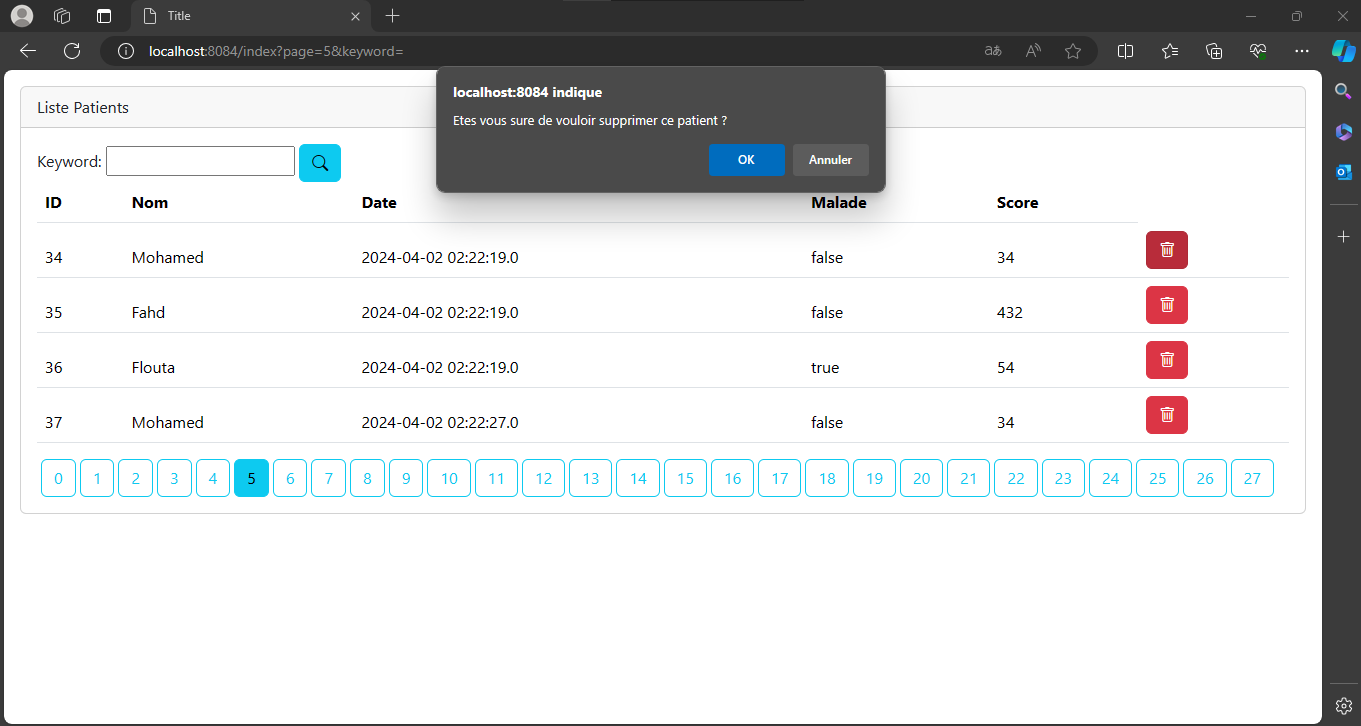 Title
localhost:8084/index?page=5&keyword=
localhost:8084 indique
Etes vous sure de vouloir supprimer ce patient ?
OK Annuler
Liste Patients
Keyword:
ID Nom Date Malade Score
34 Mohamed 2024-04-02 02:22:19.0 false 34
35 Fahd 2024-04-02 02:22:19.0 false 432
36 Flouta 2024-04-02 02:22:19.0 true 54
37 Mohamed 2024-04-02 02:22:27.0 false 34
0 1 2 3 4 5 6 7 8 9 10 11 12 13 14 15 16 17 18 19 20 21 22 23 24 25 26 27